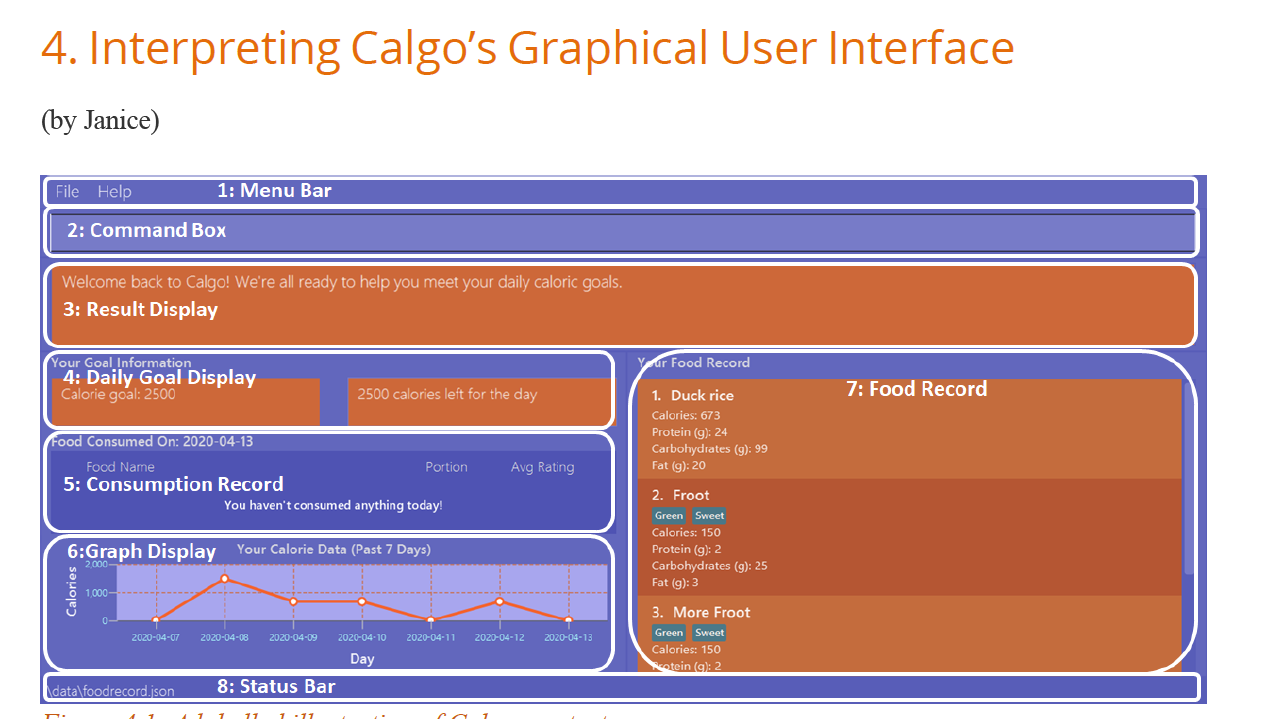 4. Interpreting Calgo’s Graphical User Interface
(by Janice)
File Help 1: Menu Bar
2: Command Box
Welcome back to Calgo! We're all ready to help you meet your daily caloric goals.
3: Result Display
Your Goal Information
4: Daily Goal Display
Calorie goal: 2500
2500 calories left for the day
Food Consumed On: 2020-04-13
Food Name Portion Avg Rating
5: Consumption Record
You haven't consumed anything today!
6:Graph Display
Your Calorie Data (Past 7 Days)
Calories
2,000
1,000
0
2020-04-07 2020-04-08 2020-04-09 2020-04-10 2020-04-11 2020-04-12 2020-04-13
Day
Your Food Record
7: Food Record
1. Duck rice
Calories: 673
Protein (g): 24
Carbohydrates (g): 99
Fat (g): 20
2. Froot
Green Sweet
Calories: 150
Protein (g): 2
Carbohydrates (g): 25
Fat (g): 3
3. More Froot
Green Sweet
Calories: 150
Protein (g): 2
\data\foodrecord.json
8: Status Bar